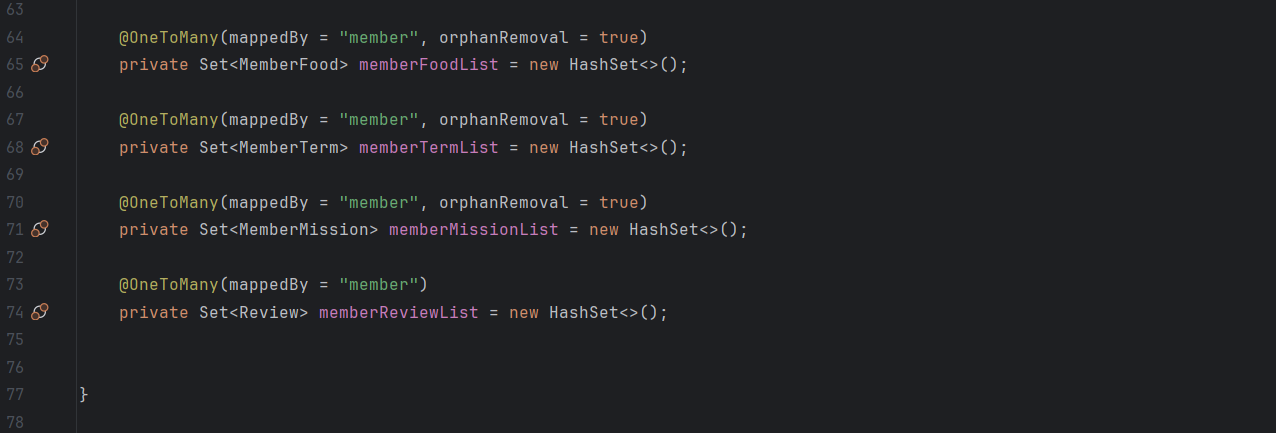 63
64 @OneToMany(mappedBy = "member", orphanRemoval = true)
65 private Set<MemberFood> memberFoodList = new HashSet<>();
66
67 @OneToMany(mappedBy = "member", orphanRemoval = true)
68 private Set<MemberTerm> memberTermList = new HashSet<>();
69
70 @OneToMany(mappedBy = "member", orphanRemoval = true)
71 private Set<MemberMission> memberMissionList = new HashSet<>();
72
73 @OneToMany(mappedBy = "member")
74 private Set<Review> memberReviewList = new HashSet<>();
75
76
77 }
78